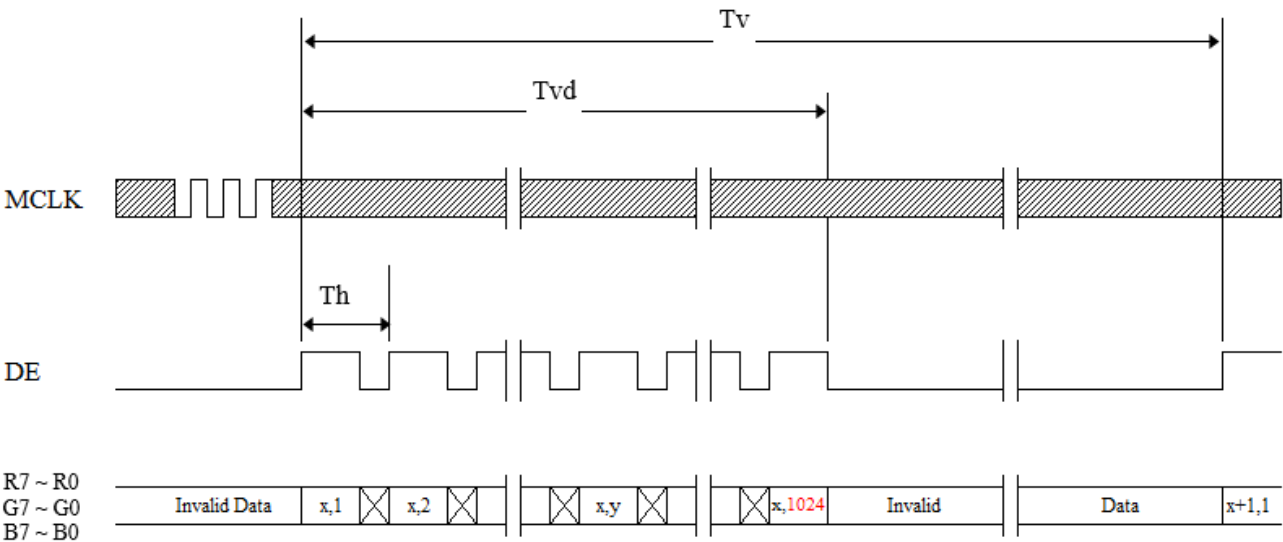 Tv
Tvd
MCLK
Th
DE
R7 ~ R0
G7 ~ G0
B7 ~ B0
Invalid Data x,1 x,2 x,y x,1024 Invalid Data x+1,1